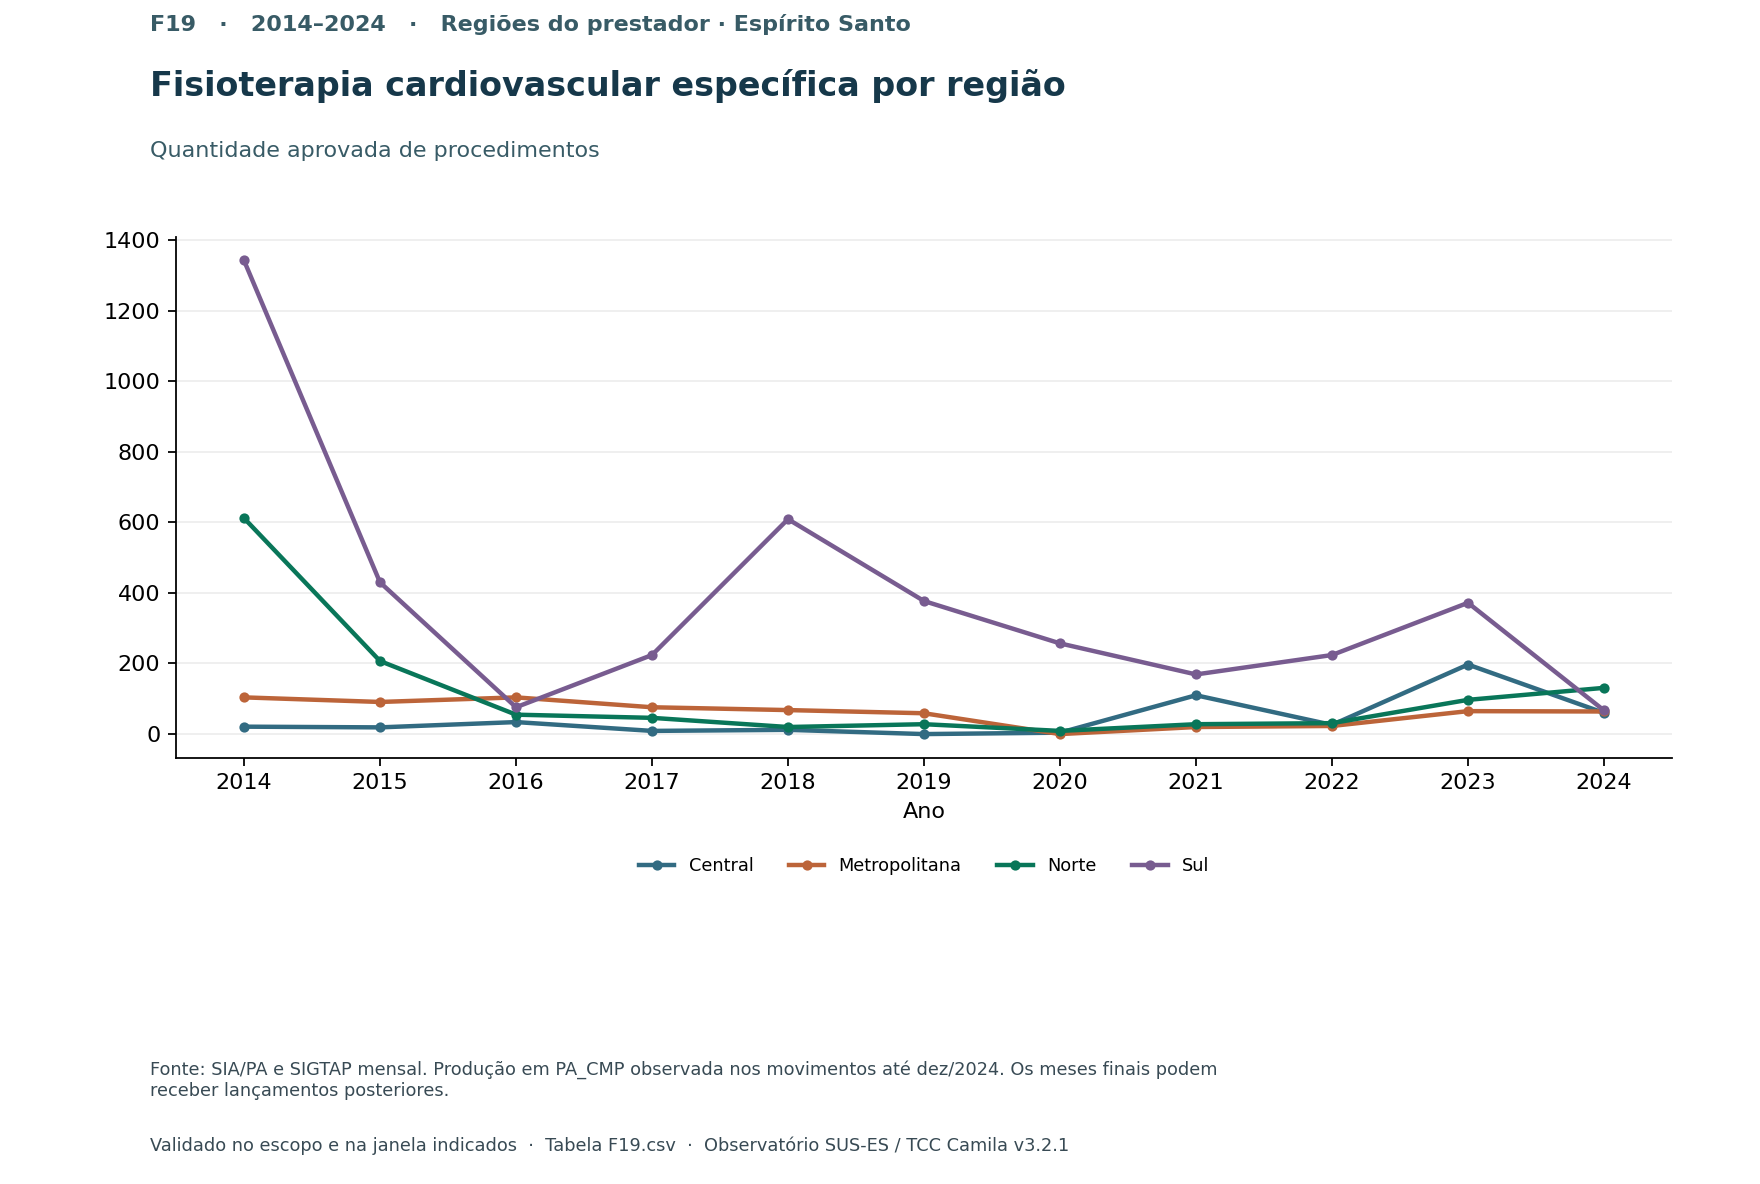 F19 · 2014–2024 · Regiões do prestador · Espírito Santo
Fisioterapia cardiovascular específica por região
Quantidade aprovada de procedimentos
1400
1200
1000
800
600
400
200
0
2014 2015 2016 2017 2018 2019 2020 2021 2022 2023 2024
Ano
Central Metropolitana Norte Sul
Fonte: SIA/PA e SIGTAP mensal. Produção em PA_CMP observada nos movimentos até dez/2024. Os meses finais podem
receber lançamentos posteriores.
Validado no escopo e na janela indicados · Tabela F19.csv · Observatório SUS-ES / TCC Camila v3.2.1